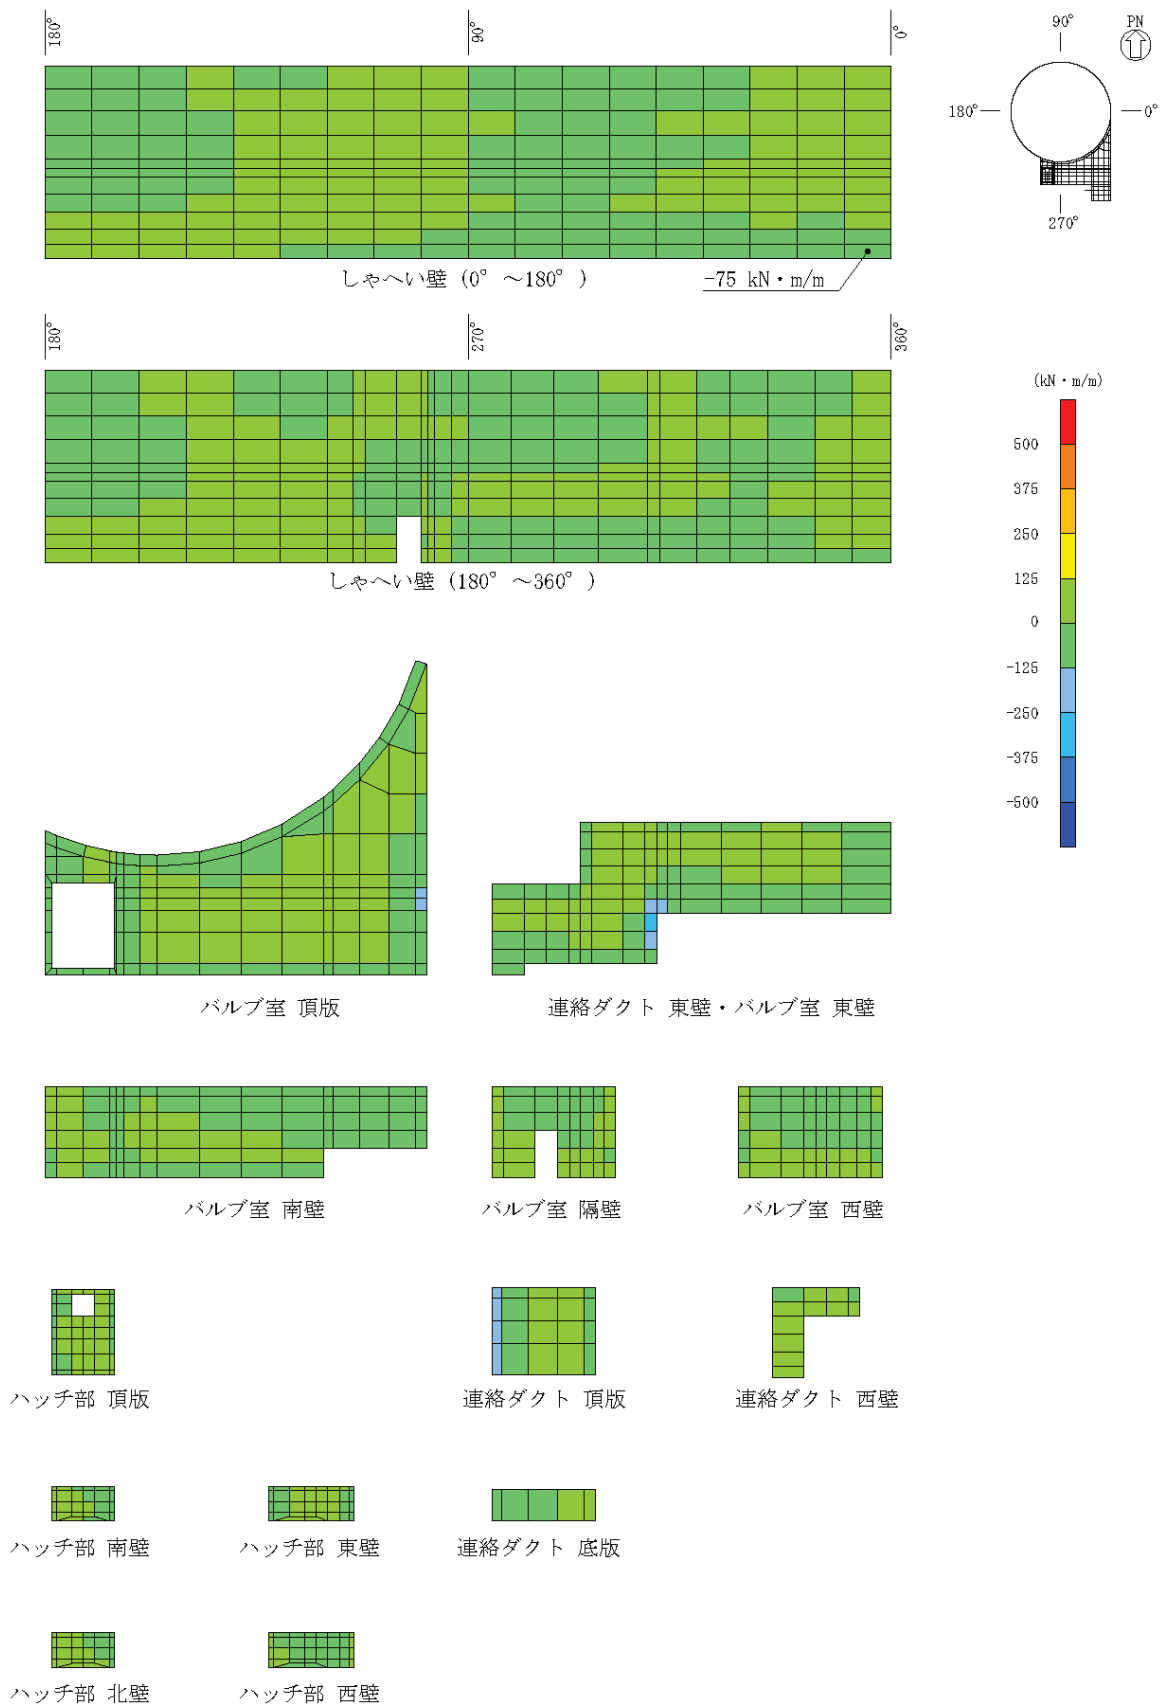 180°
90°
0°
90°
PN
180°
0°
270°
しゃへい壁 (0° ～180° )
-75 kN・m/m
180°
270°
360°
(kN・m/m)
500
375
250
125
0
-125
-250
-375
-500
しゃへい壁 (180° ～360° )
バルブ室 頂版
連絡ダクト 東壁・バルブ室 東壁
バルブ室 南壁
バルブ室 隔壁
バルブ室 西壁
ハッチ部 頂版
連絡ダクト 頂版
連絡ダクト 西壁
ハッチ部 南壁
ハッチ部 東壁
連絡ダクト 底版
ハッチ部 北壁
ハッチ部 西壁